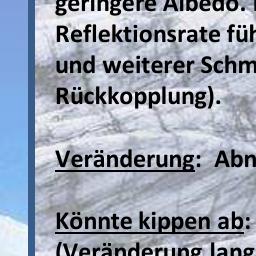 geringere Albedo.
Reflektionsrate füh
und weiterer Schm
Rückkopplung).
Veränderung: Abn
Könnte kippen ab:
(Veränderung lang